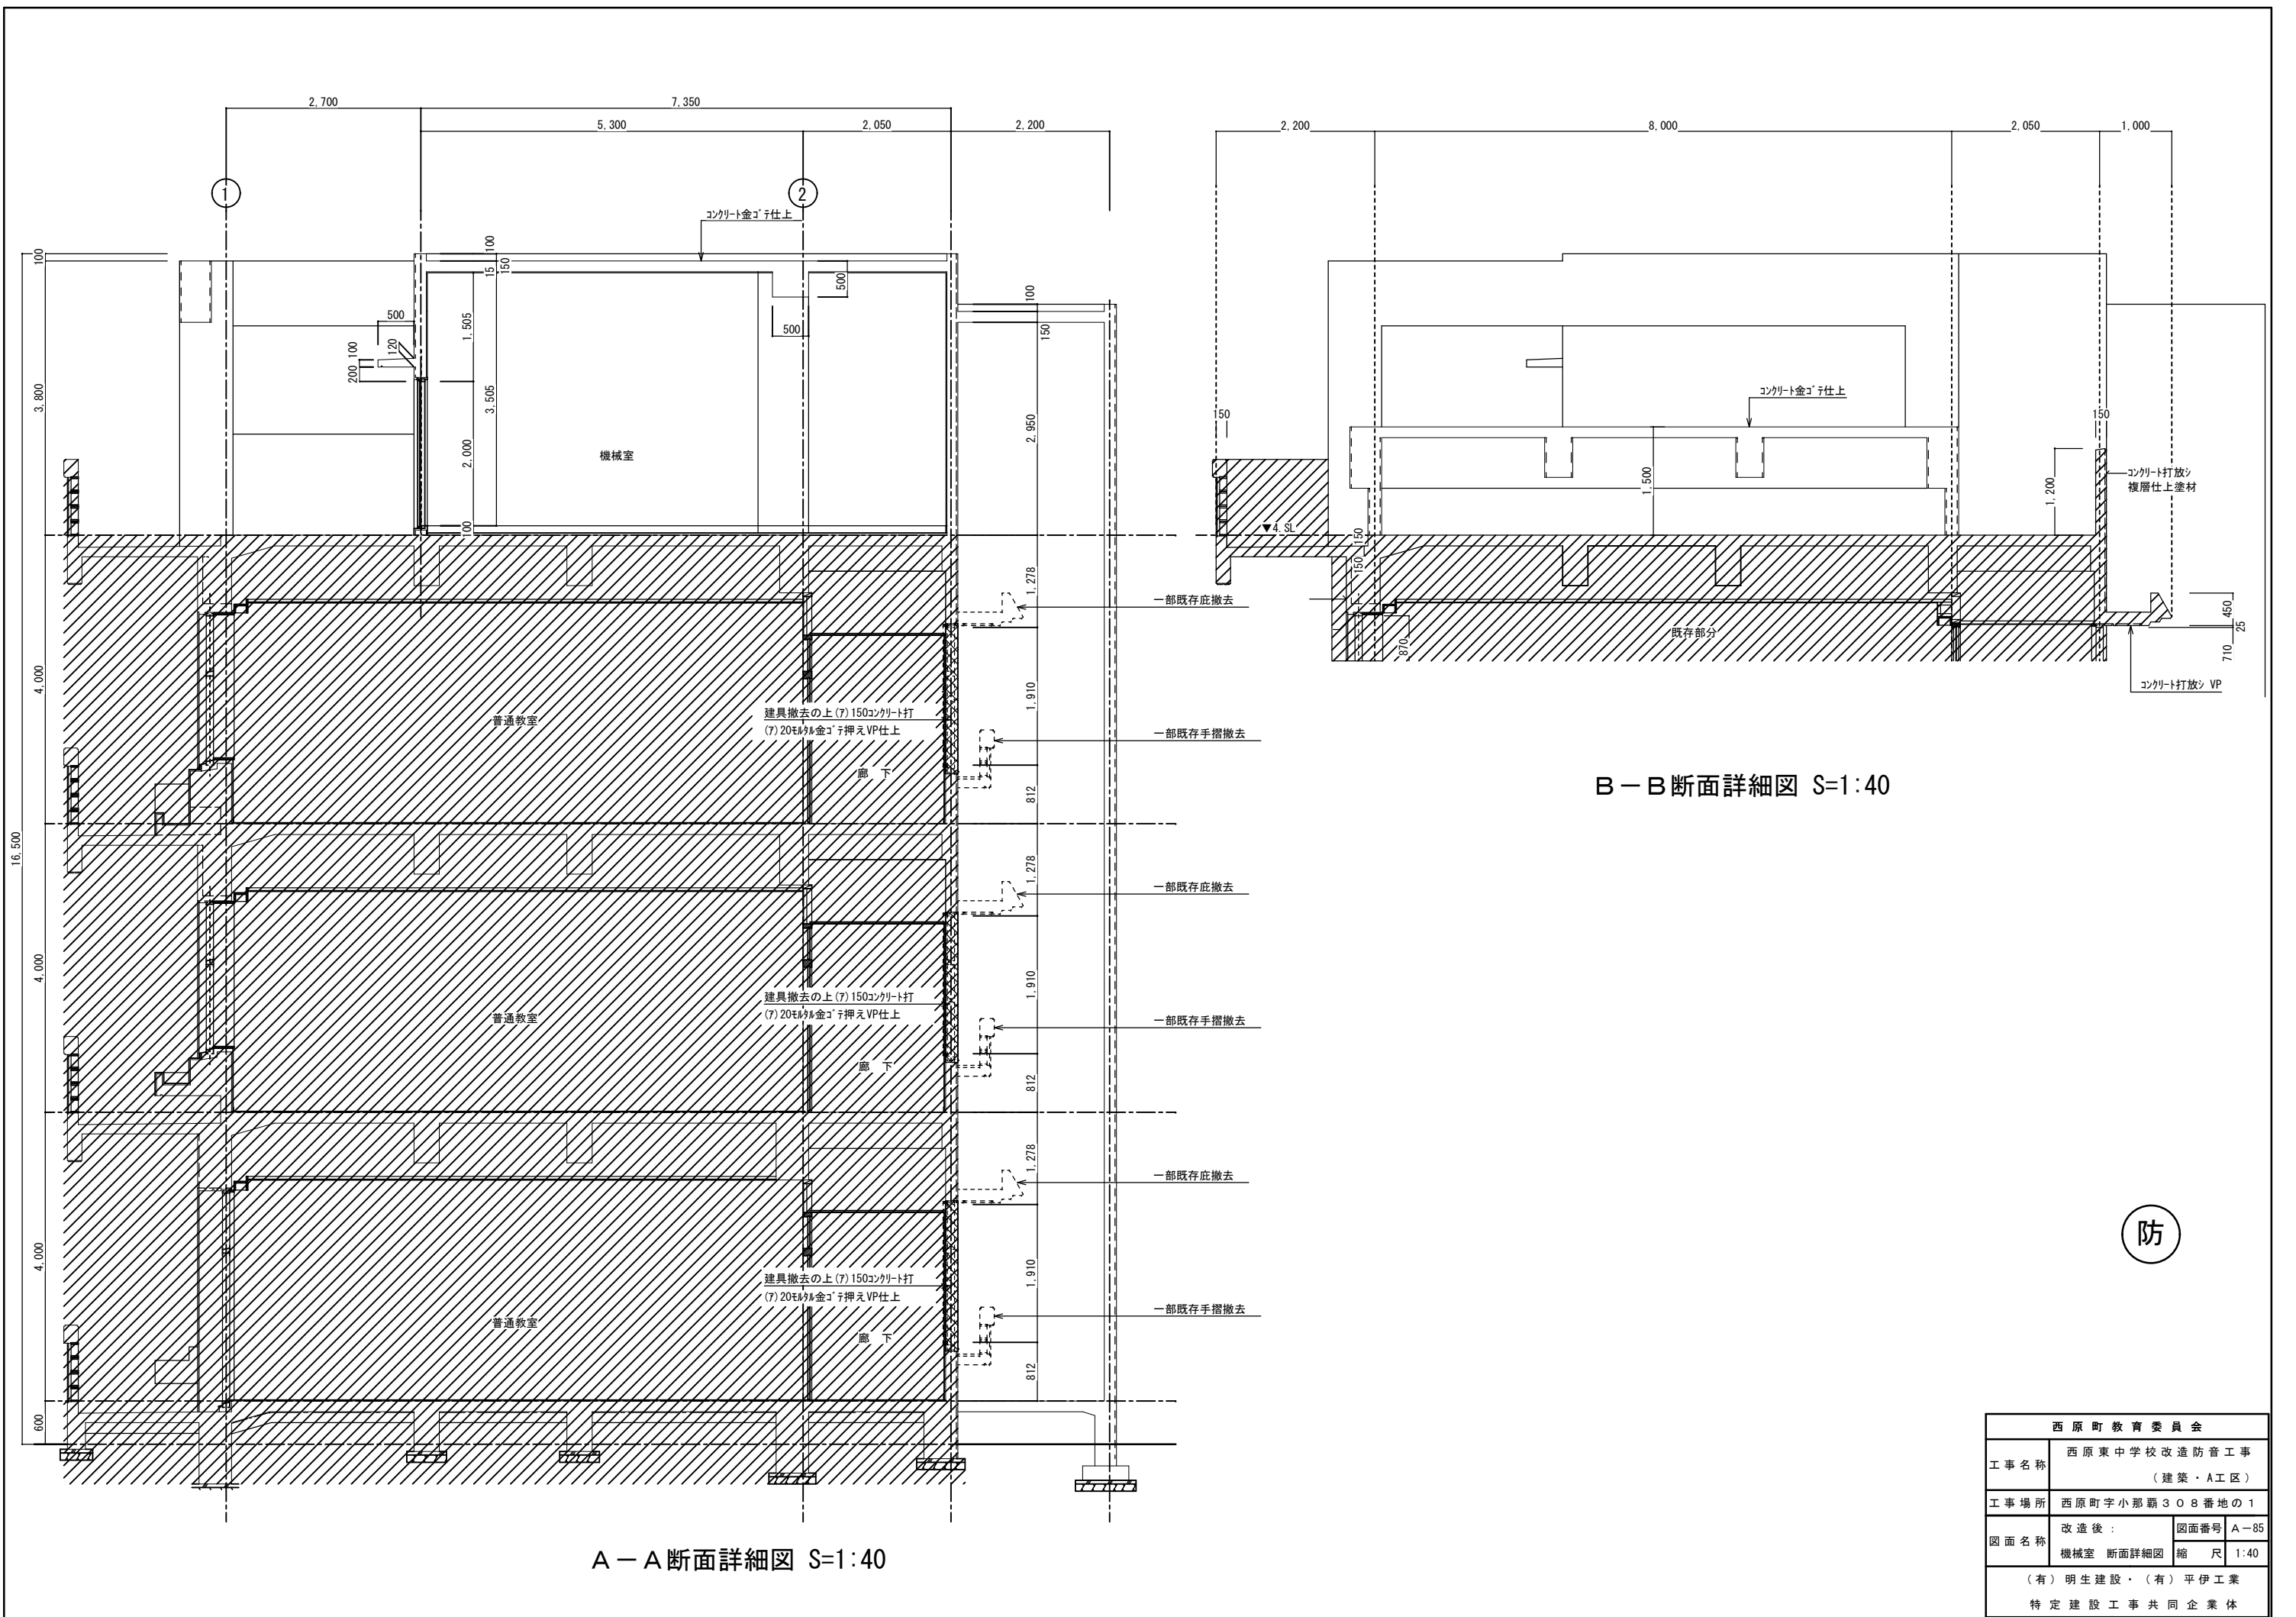 2,700
7,350
5,300
2,050
2,200
1
2
コンクリート金ゴテ仕上
100
3,800
4,000
4,000
4,000
600
16,500
100
15
150
500
500
500
120
200
100
1,505
3,505
2,000
100
機械室
100
150
2,950
1,278
一部既存庇撤去
1,910
普通教室
建具撤去の上(ア)150コンクリート打
(ア)20モルタル金ゴテ押えVP仕上
一部既存手摺撤去
廊 下
812
1,278
一部既存庇撤去
1,910
普通教室
建具撤去の上(ア)150コンクリート打
(ア)20モルタル金ゴテ押えVP仕上
一部既存手摺撤去
廊 下
812
1,278
一部既存庇撤去
1,910
普通教室
建具撤去の上(ア)150コンクリート打
(ア)20モルタル金ゴテ押えVP仕上
一部既存手摺撤去
廊 下
812
A－A断面詳細図 S=1:40
2,200
8,000
2,050
1,000
コンクリート金ゴテ仕上
150
150
1,500
1,200
コンクリート打放シ
複層仕上塗材
▼4.SL
150
150
870
既存部分
450
25
710
コンクリート打放シ VP
B－B断面詳細図 S=1:40
防
西原町教育委員会
工事名称 西原東中学校改造防音工事
（建築・A工区）
工事場所 西原町字小那覇３０８番地の１
図面名称 改造後： 図面番号 A－85
機械室 断面詳細図 縮 尺 1:40
（有）明生建設・（有）平伊工業
特定建設工事共同企業体